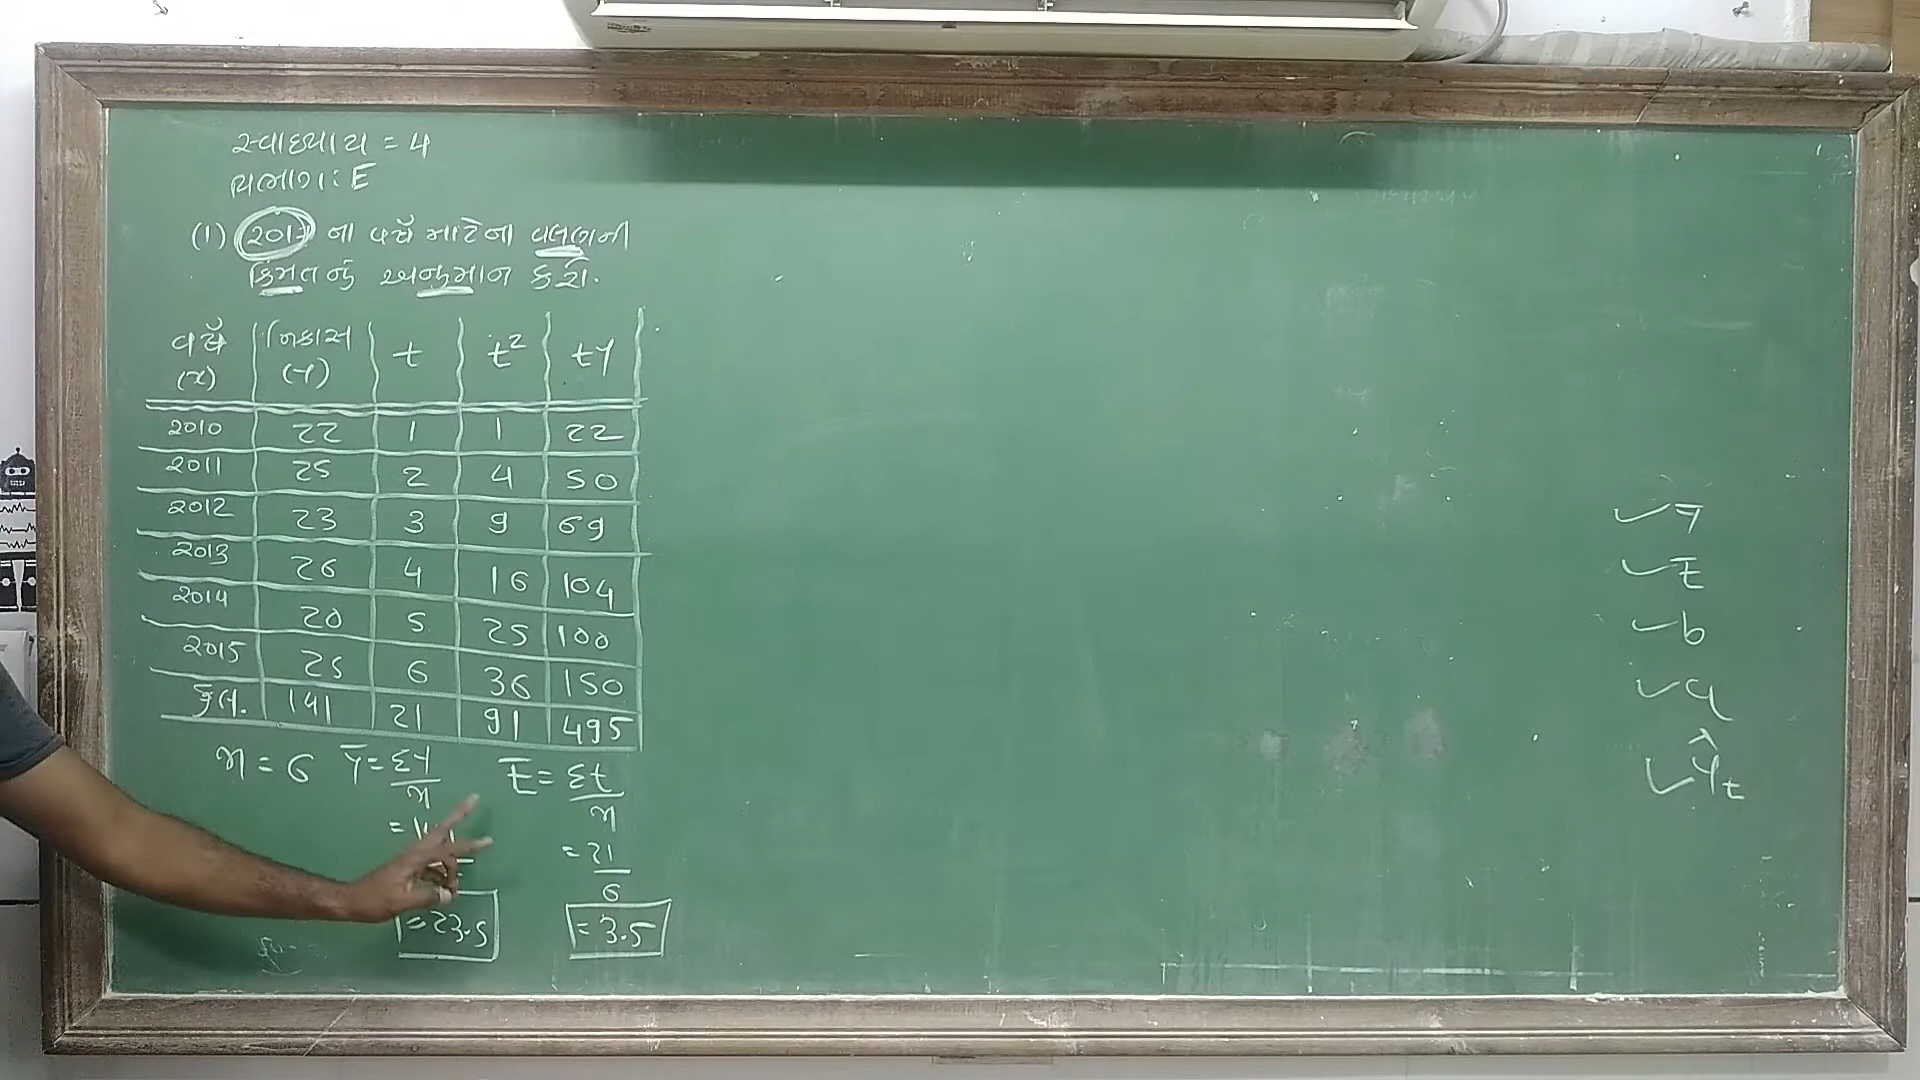 સ્વાધ્યાય = 4
વિભાગ: E
(1) 2017 ના વર્ષ માટેના વલણની
કિંમતનું અનુમાન કરો.
વર્ષ (x) નિકાસ (y) t t² ty
2010 22 1 1 22
2011 25 2 4 50
2012 23 3 9 69
2013 26 4 16 104
2014 20 5 25 100
2015 25 6 36 150
કુલ. 141 21 91 495
n = 6 ȳ = Σy/n t̄ = Σt/n
= 21/6
= 23.5 = 3.5
✓ȳ
✓t̄
✓b
✓a
✓ŷt